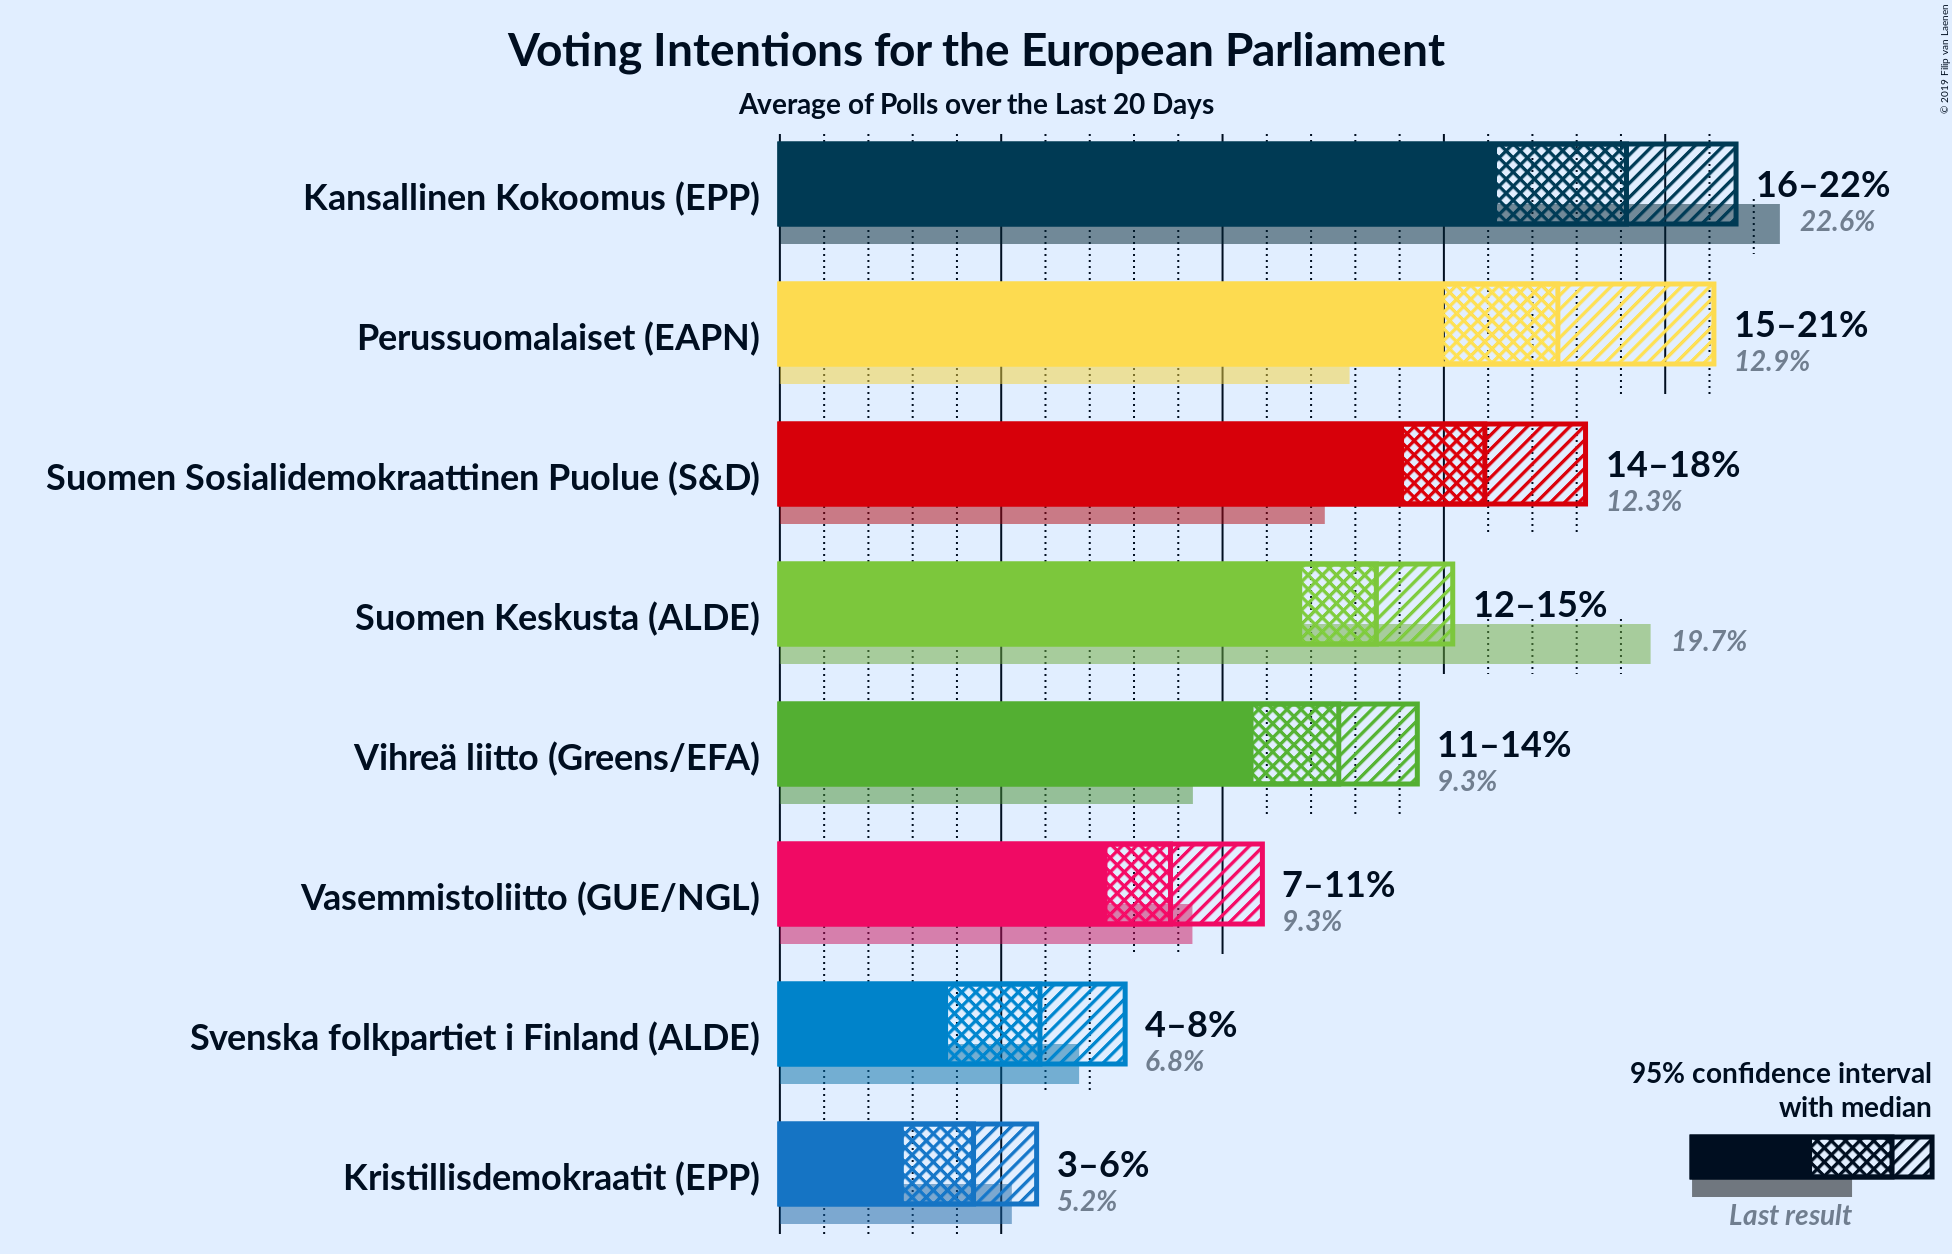 Voting Intentions for the European Parliament
Average of Polls over the Last 20 Days
© 2019 Filip van Laenen
Kansallinen Kokoomus (EPP)
16–22%
22.6%
Perussuomalaiset (EAPN)
15–21%
12.9%
Suomen Sosialidemokraattinen Puolue (S&D)
14–18%
12.3%
Suomen Keskusta (ALDE)
12–15%
19.7%
Vihreä liitto (Greens/EFA)
11–14%
9.3%
Vasemmistoliitto (GUE/NGL)
7–11%
9.3%
Svenska folkpartiet i Finland (ALDE)
4–8%
6.8%
Kristillisdemokraatit (EPP)
3–6%
5.2%
95% confidence interval
with median
Last result